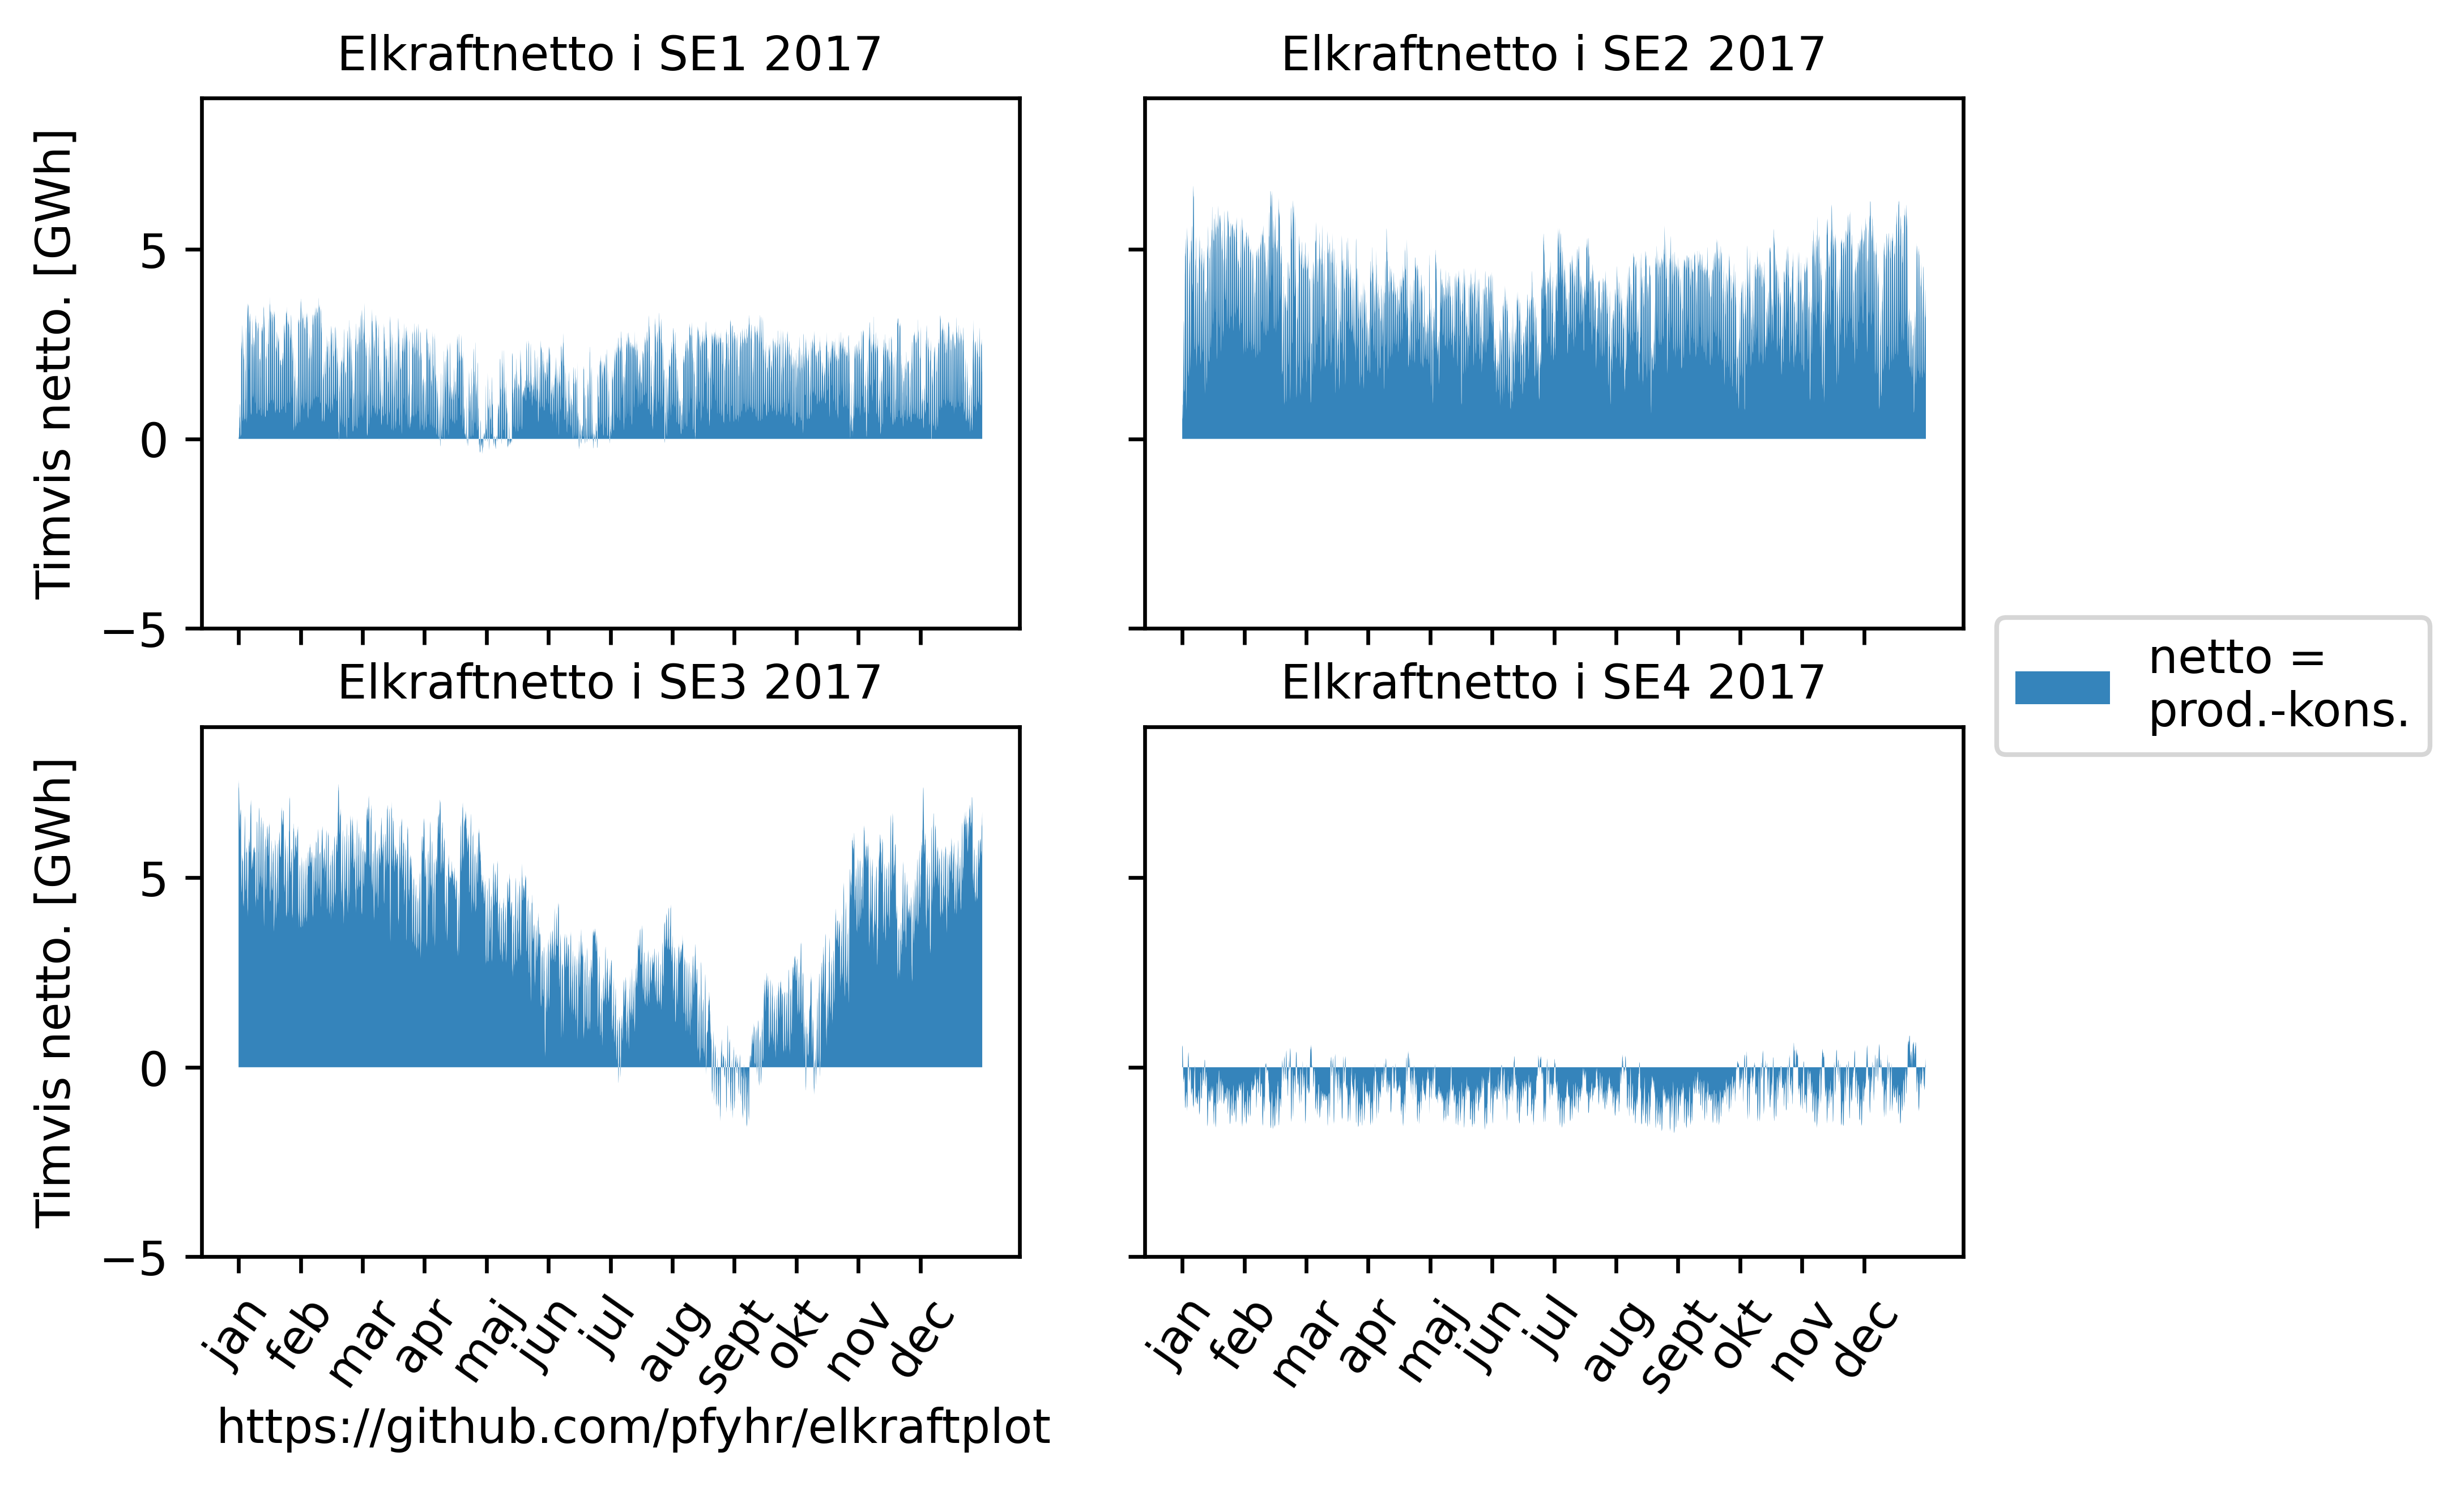 Elkraftnetto i SE1 2017
Elkraftnetto i SE2 2017
Timvis netto. [GWh]
5
0
−5
Elkraftnetto i SE3 2017
Elkraftnetto i SE4 2017
netto =
prod.-kons.
Timvis netto. [GWh]
5
0
−5
jan
feb
mar
apr
maj
jun
jul
aug
sept
okt
nov
dec
jan
feb
mar
apr
maj
jun
jul
aug
sept
okt
nov
dec
https://github.com/pfyhr/elkraftplot